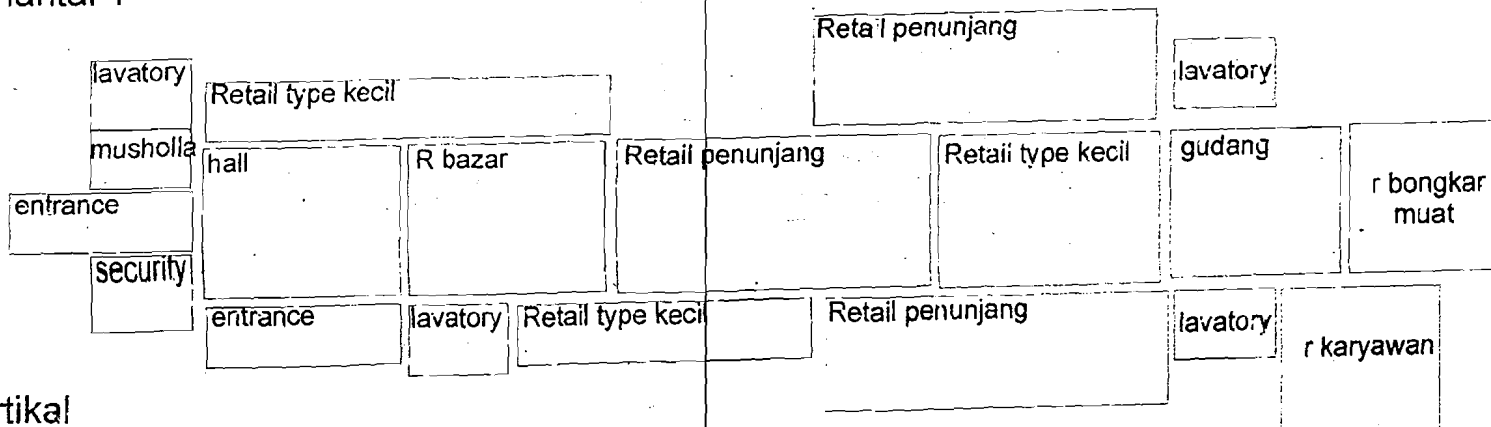 lantai 1
Retail penunjang
lavatory
lavatory
Retail type kecil
musholla
hall
R bazar
Retail penunjang
Retail type kecil
gudang
r bongkar
muat
entrance
security
entrance
lavatory
Retail type kecil
Retail penunjang
lavatory
r karyawan
rtikal